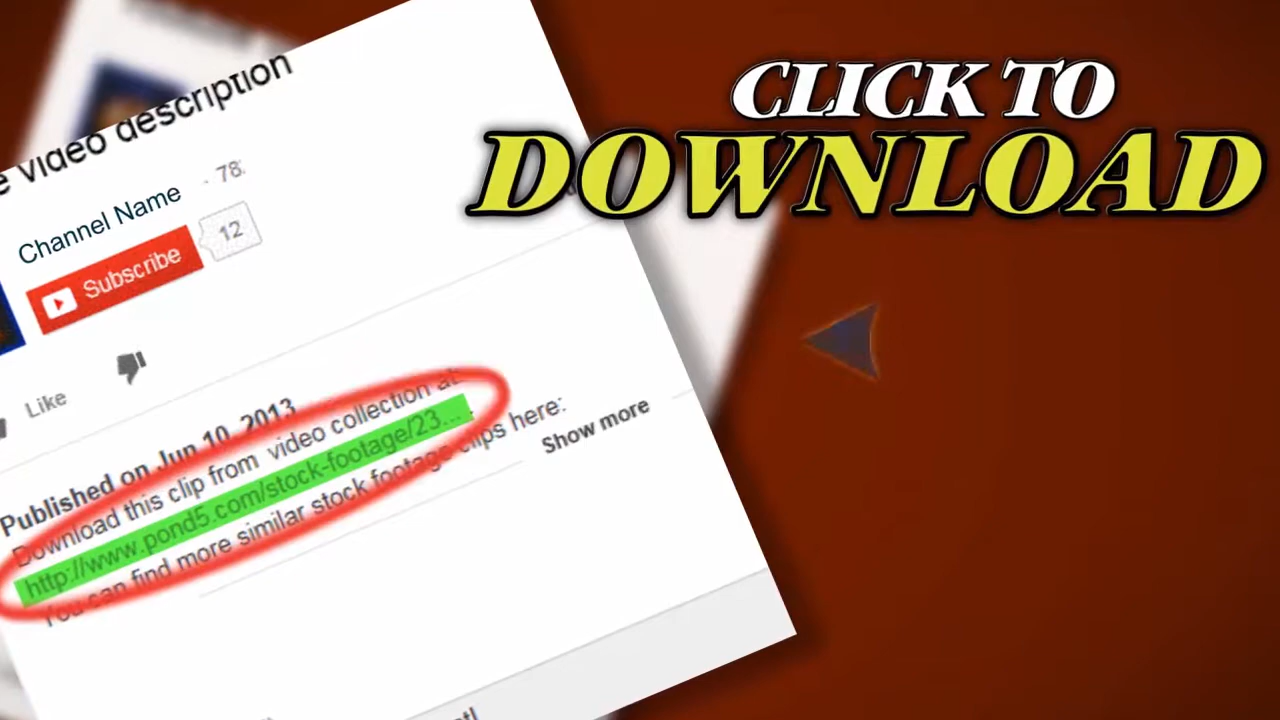 CLICK TO
DOWNLOAD
e video description
Channel Name
Subscribe
12
Like
Published on Jun 10, 2013
Download this clip from video collection at:
http://www.pond5.com/stock-footage/23...
You can find more similar stock footage clips here:
Show more